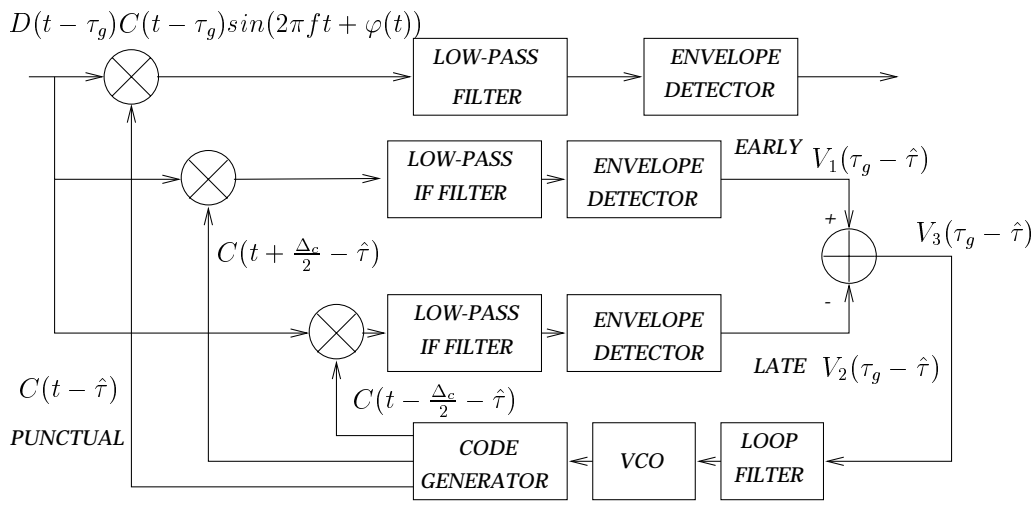 D(t − τ_g)C(t − τ_g)sin(2πft + φ(t))
LOW-PASS
FILTER
ENVELOPE
DETECTOR
LOW-PASS
IF FILTER
ENVELOPE
DETECTOR
EARLY
V_1(τ_g − τ̂)
+
V_3(τ_g − τ̂)
C(t + Δ_c/2 − τ̂)
-
LOW-PASS
IF FILTER
ENVELOPE
DETECTOR
LATE V_2(τ_g − τ̂)
C(t − τ̂)
PUNCTUAL
C(t − Δ_c/2 − τ̂)
CODE
GENERATOR
VCO
LOOP
FILTER